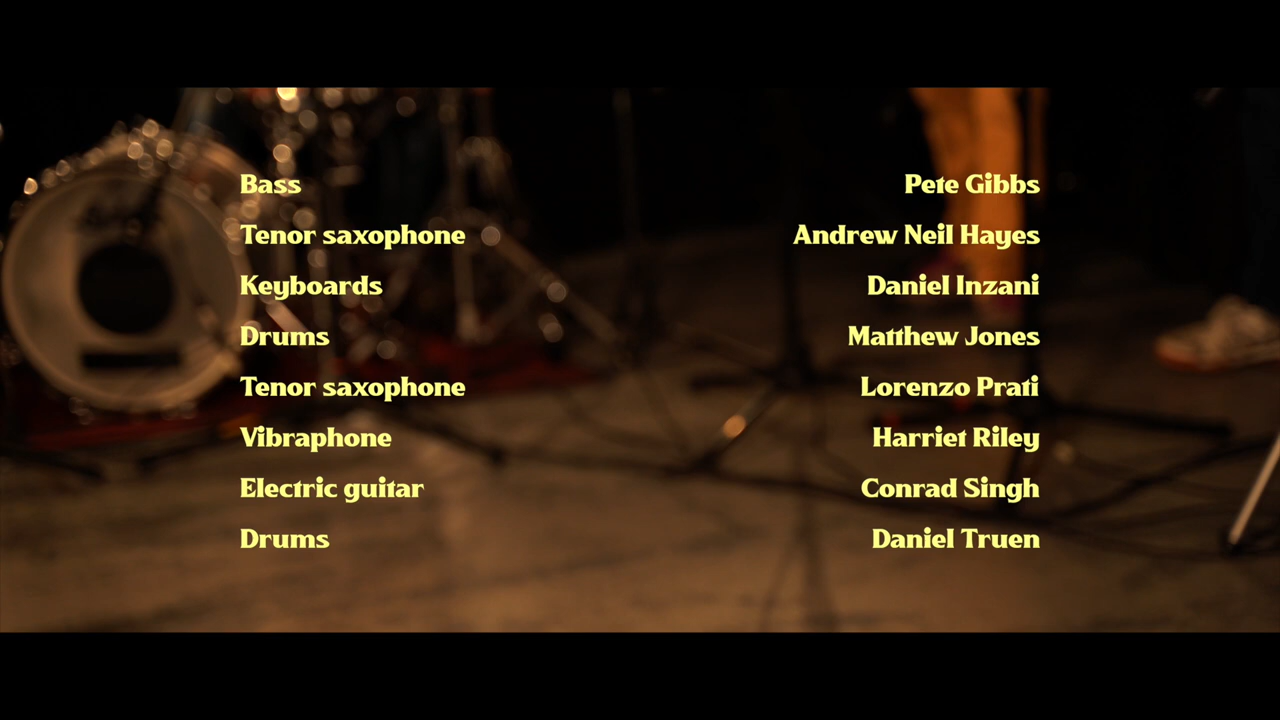 Bass Pete Gibbs
Tenor saxophone Andrew Neil Hayes
Keyboards Daniel Inzani
Drums Matthew Jones
Tenor saxophone Lorenzo Prati
Vibraphone Harriet Riley
Electric guitar Conrad Singh
Drums Daniel Truen